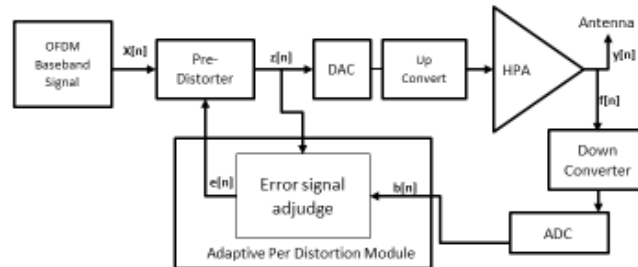 OFDM
Baseband
Signal
X[n]
Pre-
Distorter
z[n]
DAC
Up
Convert
HPA
Antenna
y[n]
f[n]
Down
Converter
ADC
b[n]
e[n]
Error signal
adjudge
Adaptive Per Distortion Module